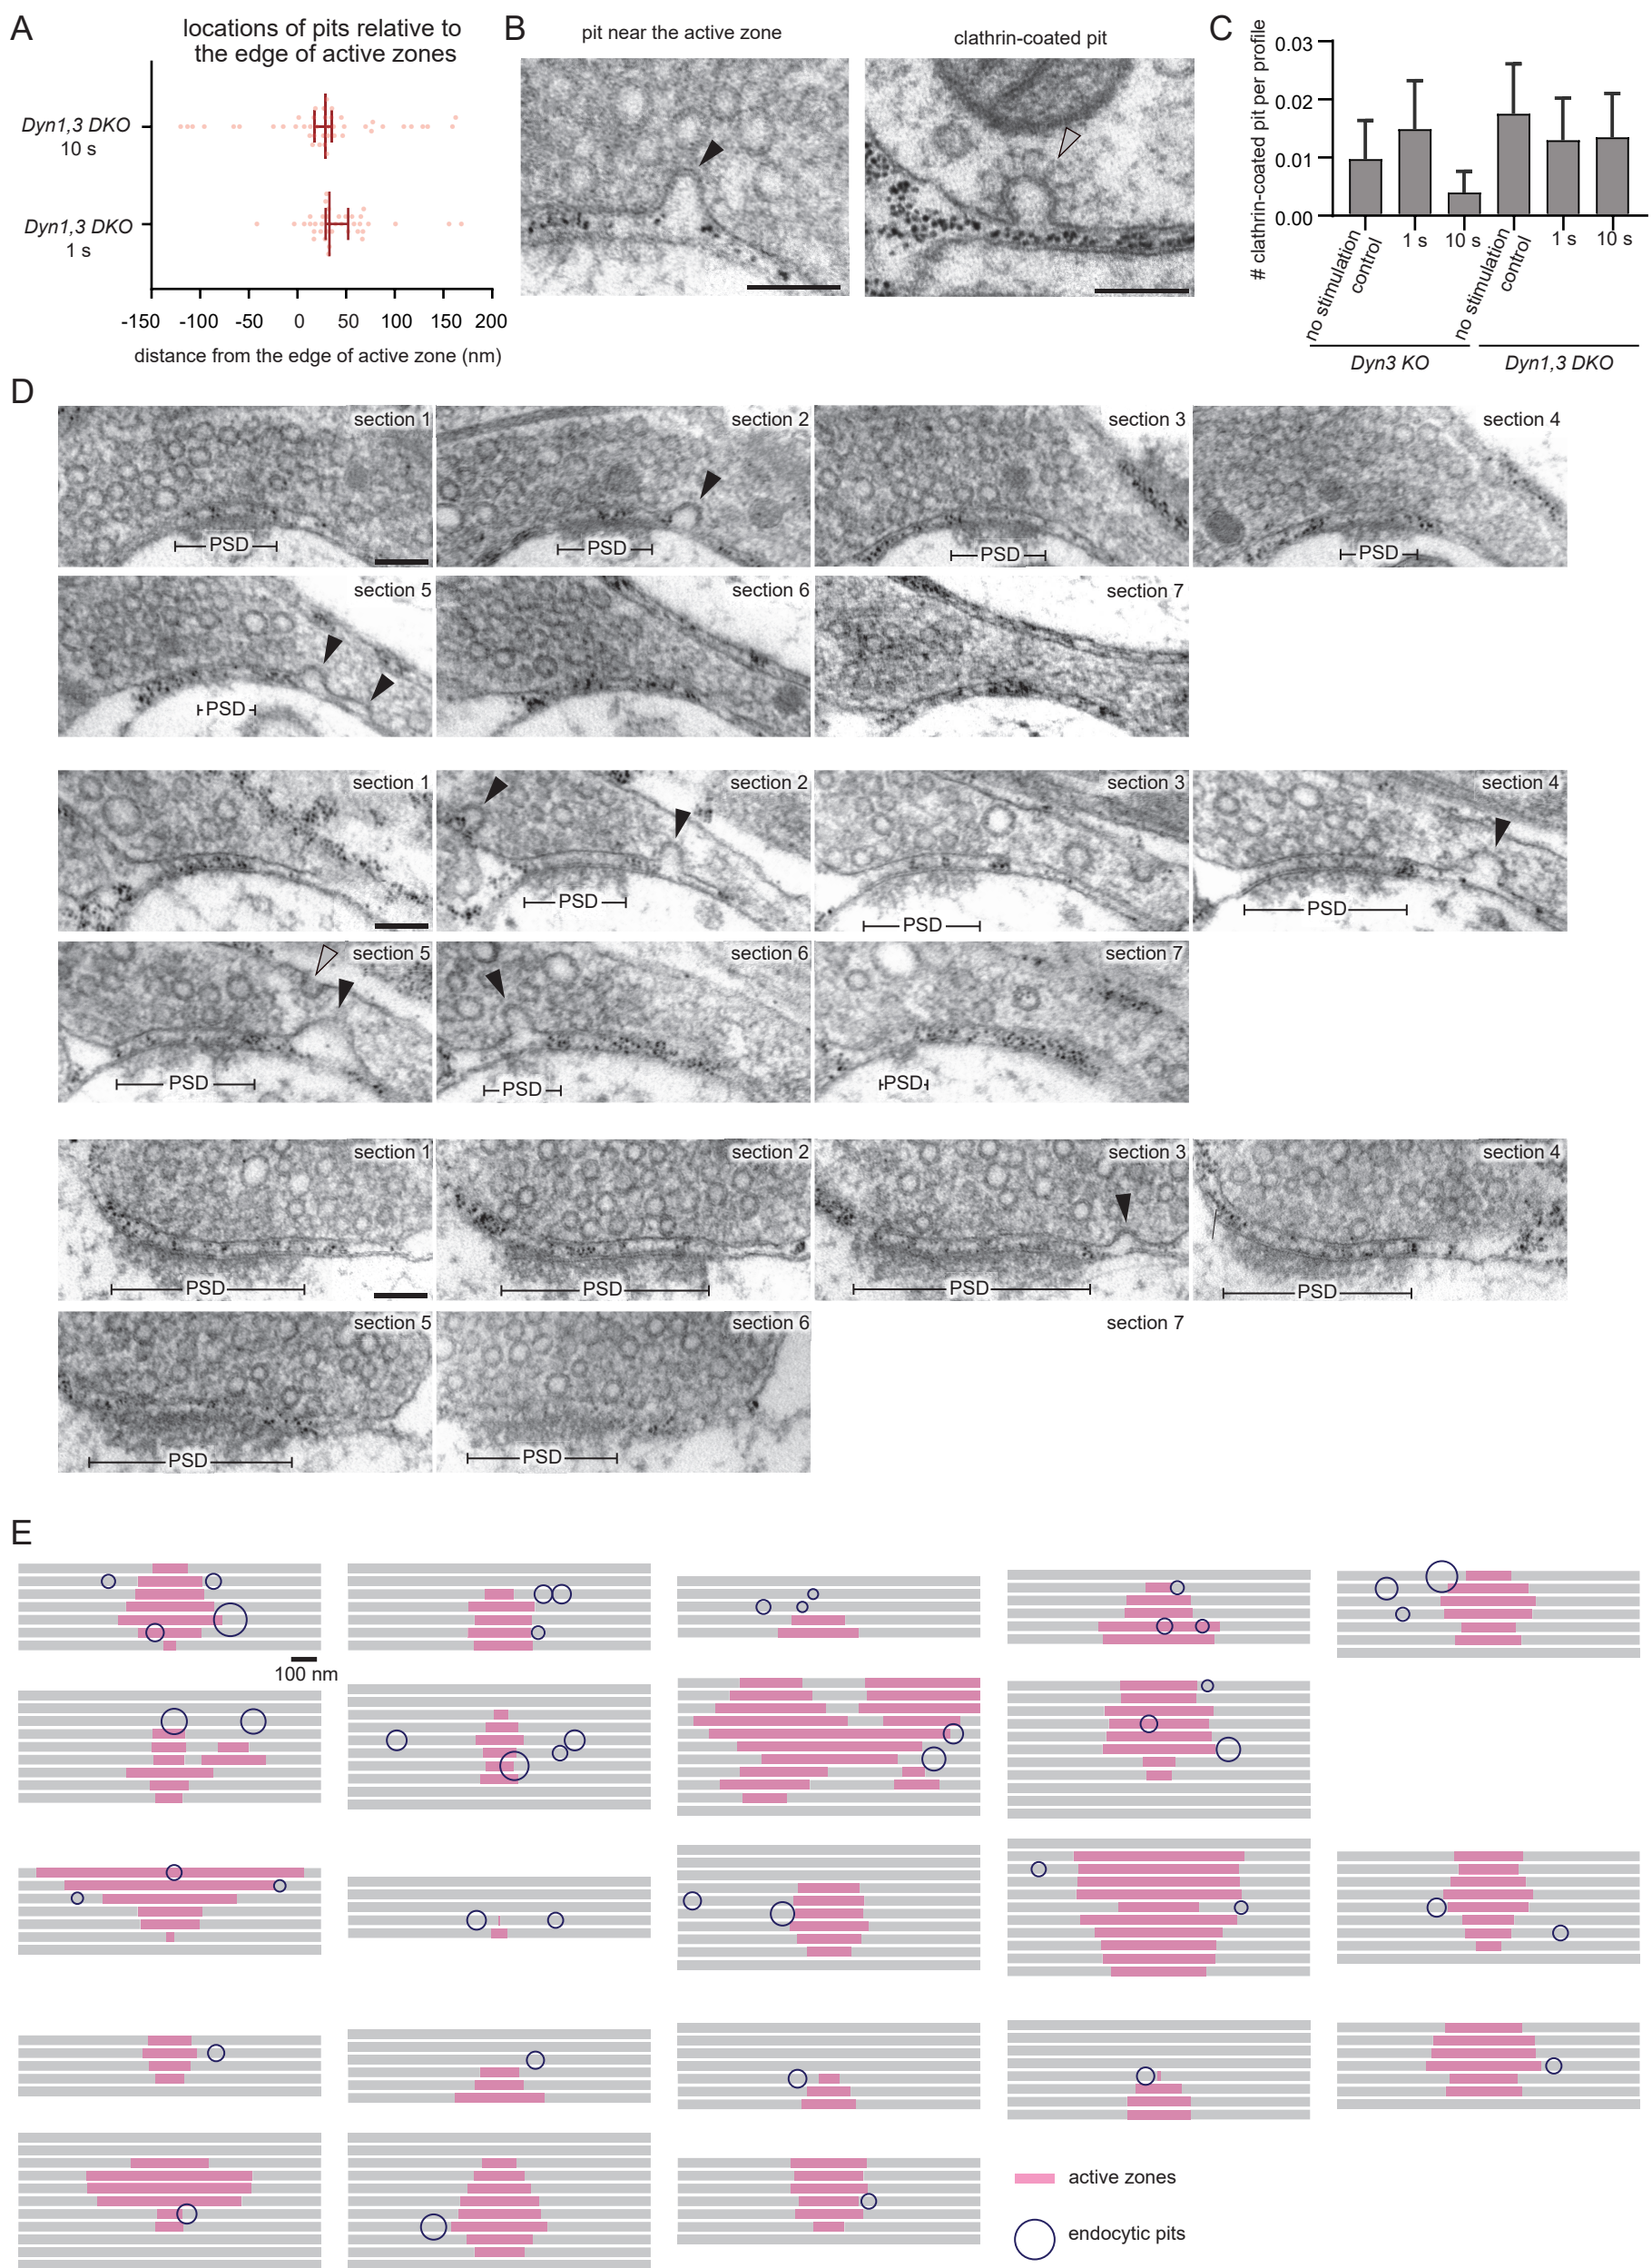 A
locations of pits relative to
the edge of active zones
Dyn1,3 DKO
10 s
Dyn1,3 DKO
1 s
-150 -100 -50 0 50 100 150 200
distance from the edge of active zone (nm)
B
pit near the active zone
clathrin-coated pit
C
# clathrin-coated pit per profile
0.03
0.02
0.01
0.00
no stimulation
control
1 s
10 s
no stimulation
control
1 s
10 s
Dyn3 KO
Dyn1,3 DKO
D
section 1
section 2
section 3
section 4
PSD
PSD
PSD
PSD
section 5
section 6
section 7
PSD
section 1
section 2
section 3
section 4
PSD
PSD
PSD
section 5
section 6
section 7
PSD
PSD
PSD
section 1
section 2
section 3
section 4
PSD
PSD
PSD
PSD
section 5
section 6
section 7
PSD
PSD
E
100 nm
active zones
endocytic pits